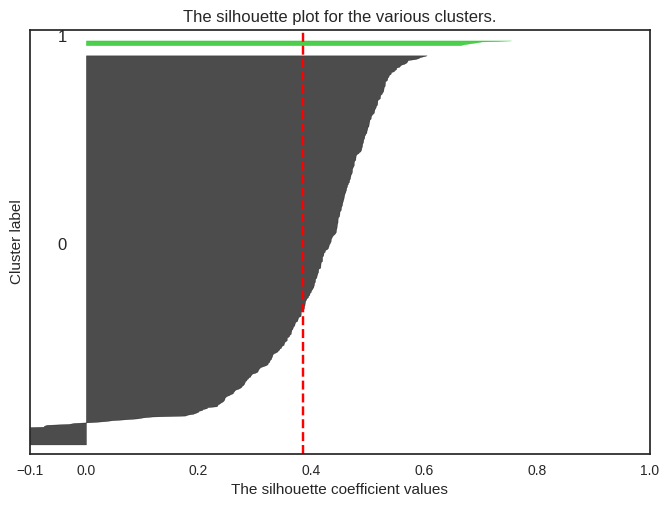 The silhouette plot for the various clusters.
1
0
Cluster label
−0.1 0.0 0.2 0.4 0.6 0.8 1.0
The silhouette coefficient values